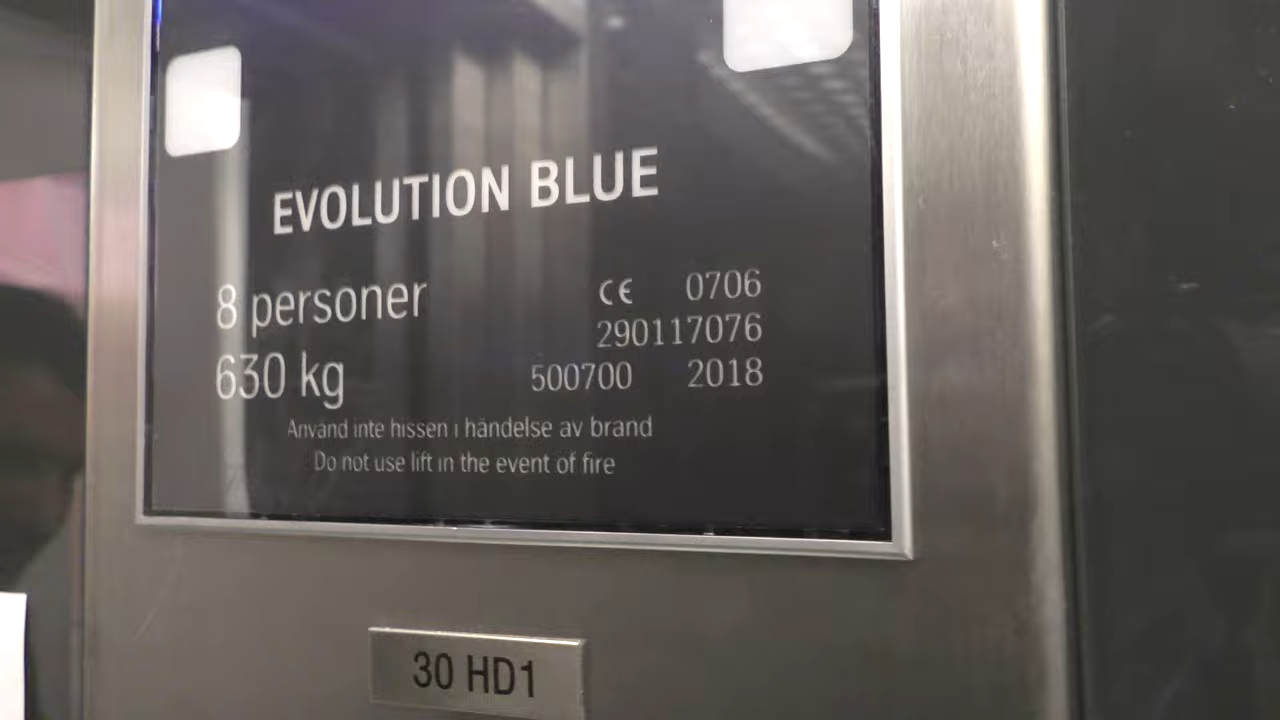 EVOLUTION BLUE
8 personer
630 kg
CE 0706
290117076
500700 2018
Använd inte hissen i händelse av brand
Do not use lift in the event of fire
30 HD1